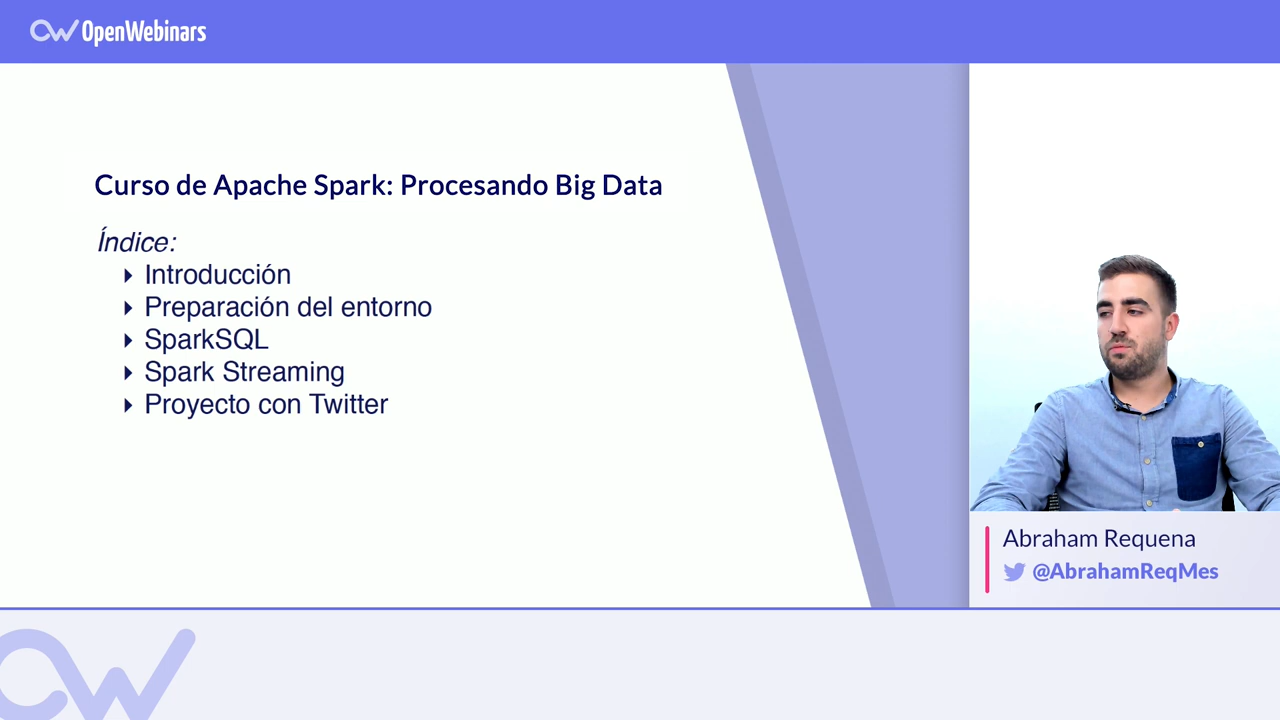 OpenWebinars
Curso de Apache Spark: Procesando Big Data
Índice:
Introducción
Preparación del entorno
SparkSQL
Spark Streaming
Proyecto con Twitter
Abraham Requena
@AbrahamReqMes